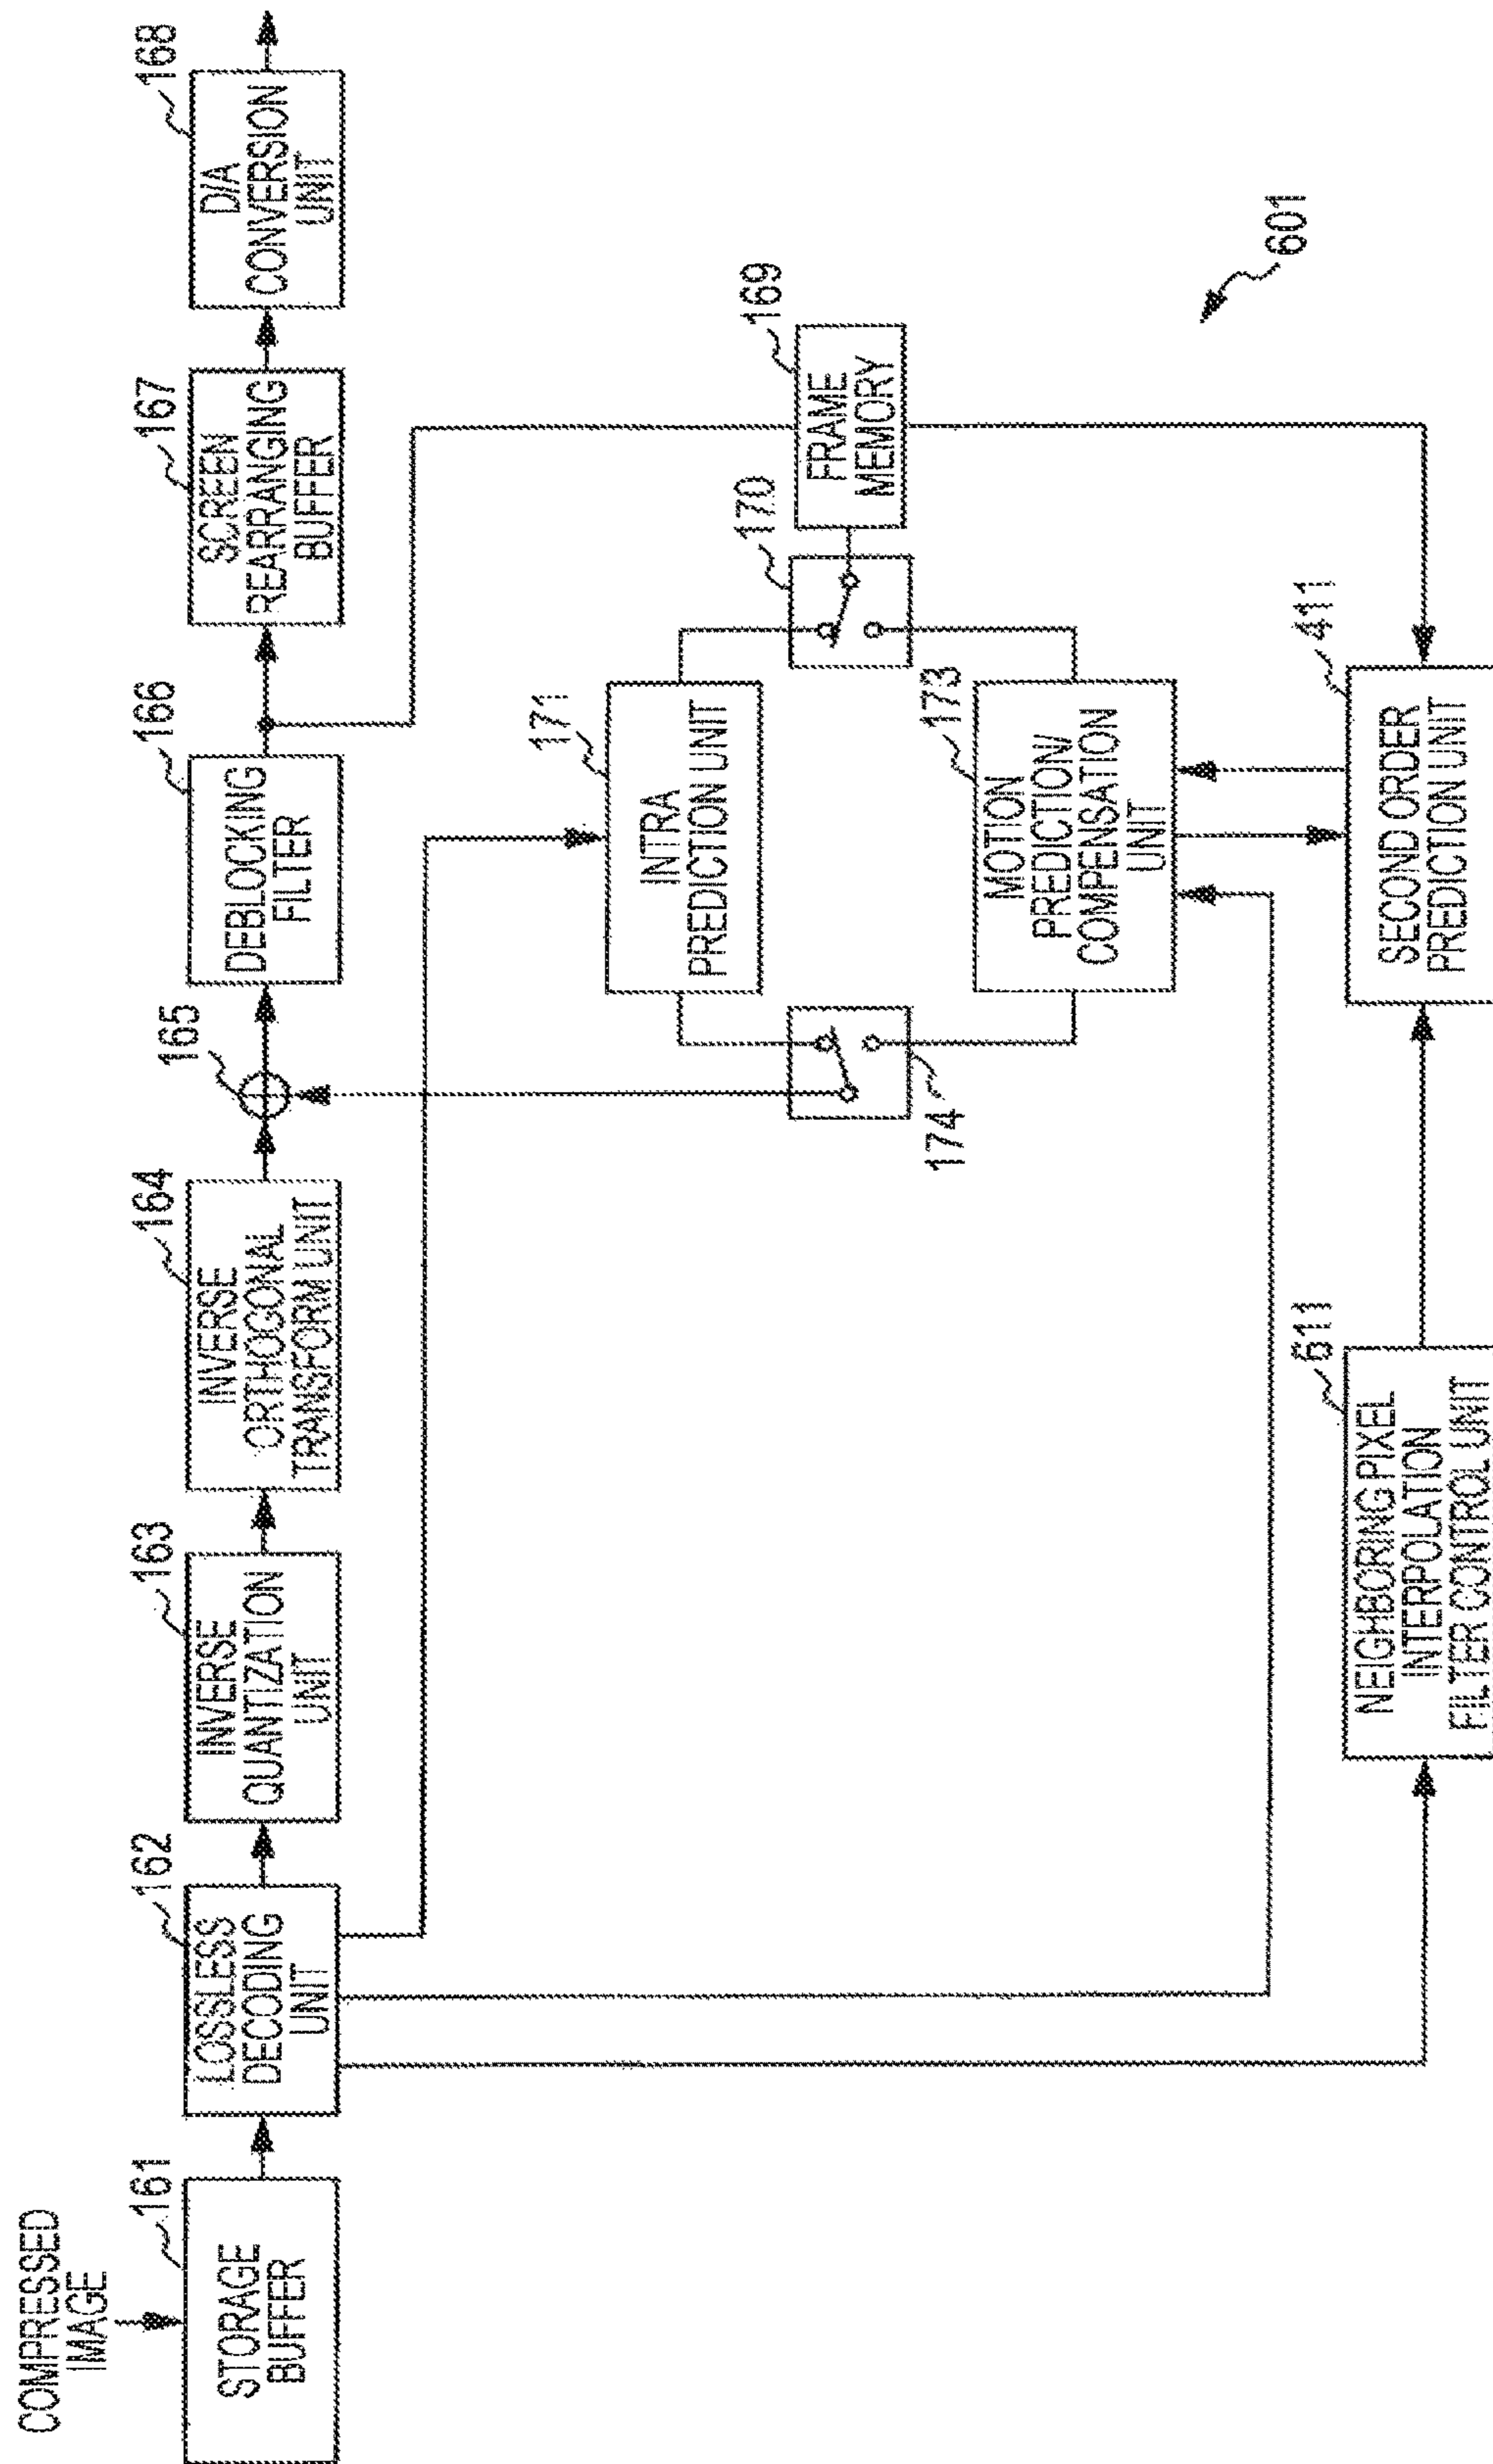 COMPRESSED
IMAGE
161
STORAGE
BUFFER
162
LOSSLESS
DECODING
UNIT
163
INVERSE
QUANTIZATION
UNIT
164
INVERSE
ORTHOGONAL
TRANSFORM UNIT
165
166
DEBLOCKING
FILTER
167
SCREEN
REARRANGING
BUFFER
168
D/A
CONVERSION
UNIT
171
INTRA
PREDICTION UNIT
174
170
169
FRAME
MEMORY
173
MOTION
PREDICTION/
COMPENSATION
UNIT
601
611
NEIGHBORING PIXEL
INTERPOLATION
FILTER CONTROL UNIT
411
SECOND ORDER
PREDICTION UNIT